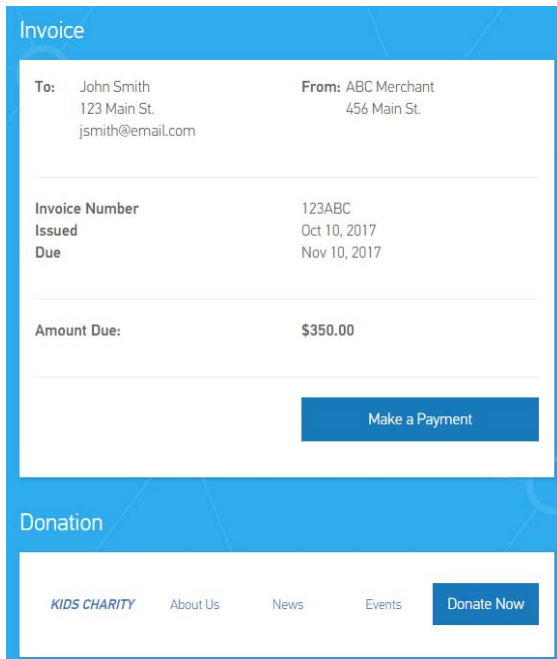 Invoice
To: John Smith From: ABC Merchant
123 Main St. 456 Main St.
jsmith@email.com
Invoice Number 123ABC
Issued Oct 10, 2017
Due Nov 10, 2017
Amount Due: $350.00
Make a Payment
Donation
KIDS CHARITY About Us News Events Donate Now